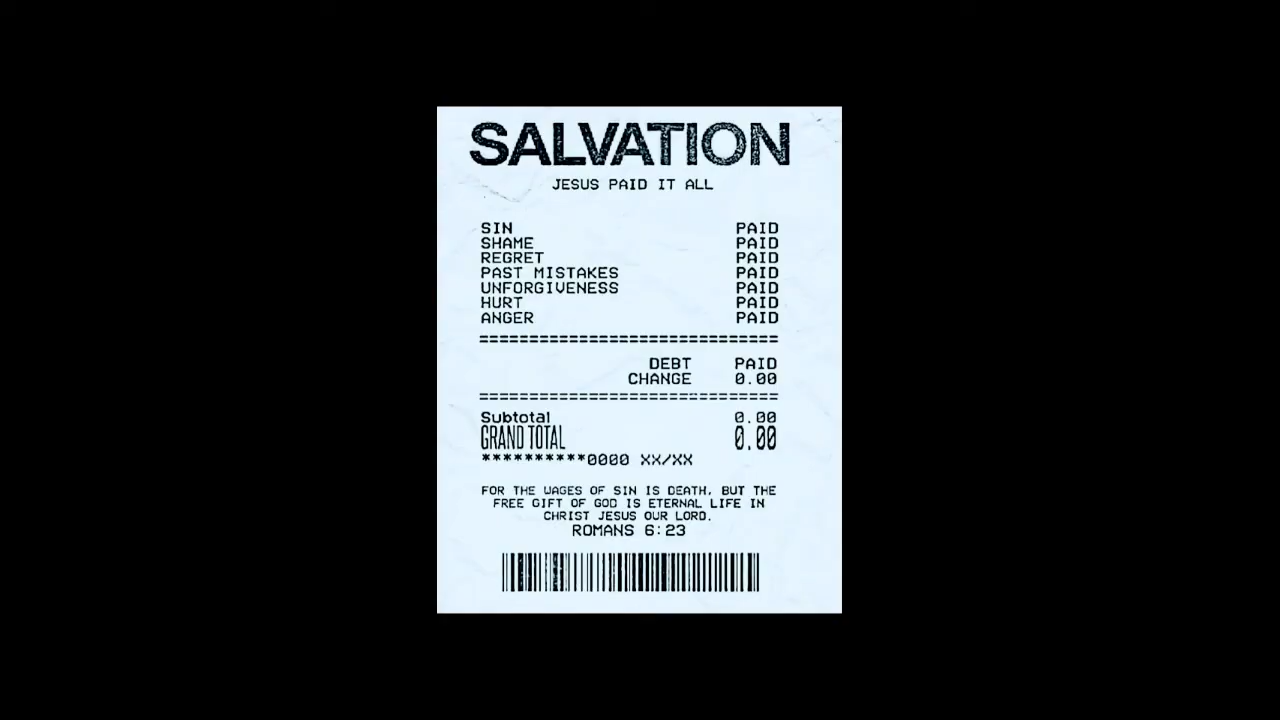 SALVATION
JESUS PAID IT ALL
SIN PAID
SHAME PAID
REGRET PAID
PAST MISTAKES PAID
UNFORGIVENESS PAID
HURT PAID
ANGER PAID
============================
DEBT PAID
CHANGE 0.00
============================
Subtotal 0.00
GRAND TOTAL 0.00
**********0000 XX/XX
FOR THE WAGES OF SIN IS DEATH, BUT THE
FREE GIFT OF GOD IS ETERNAL LIFE IN
CHRIST JESUS OUR LORD.
ROMANS 6:23